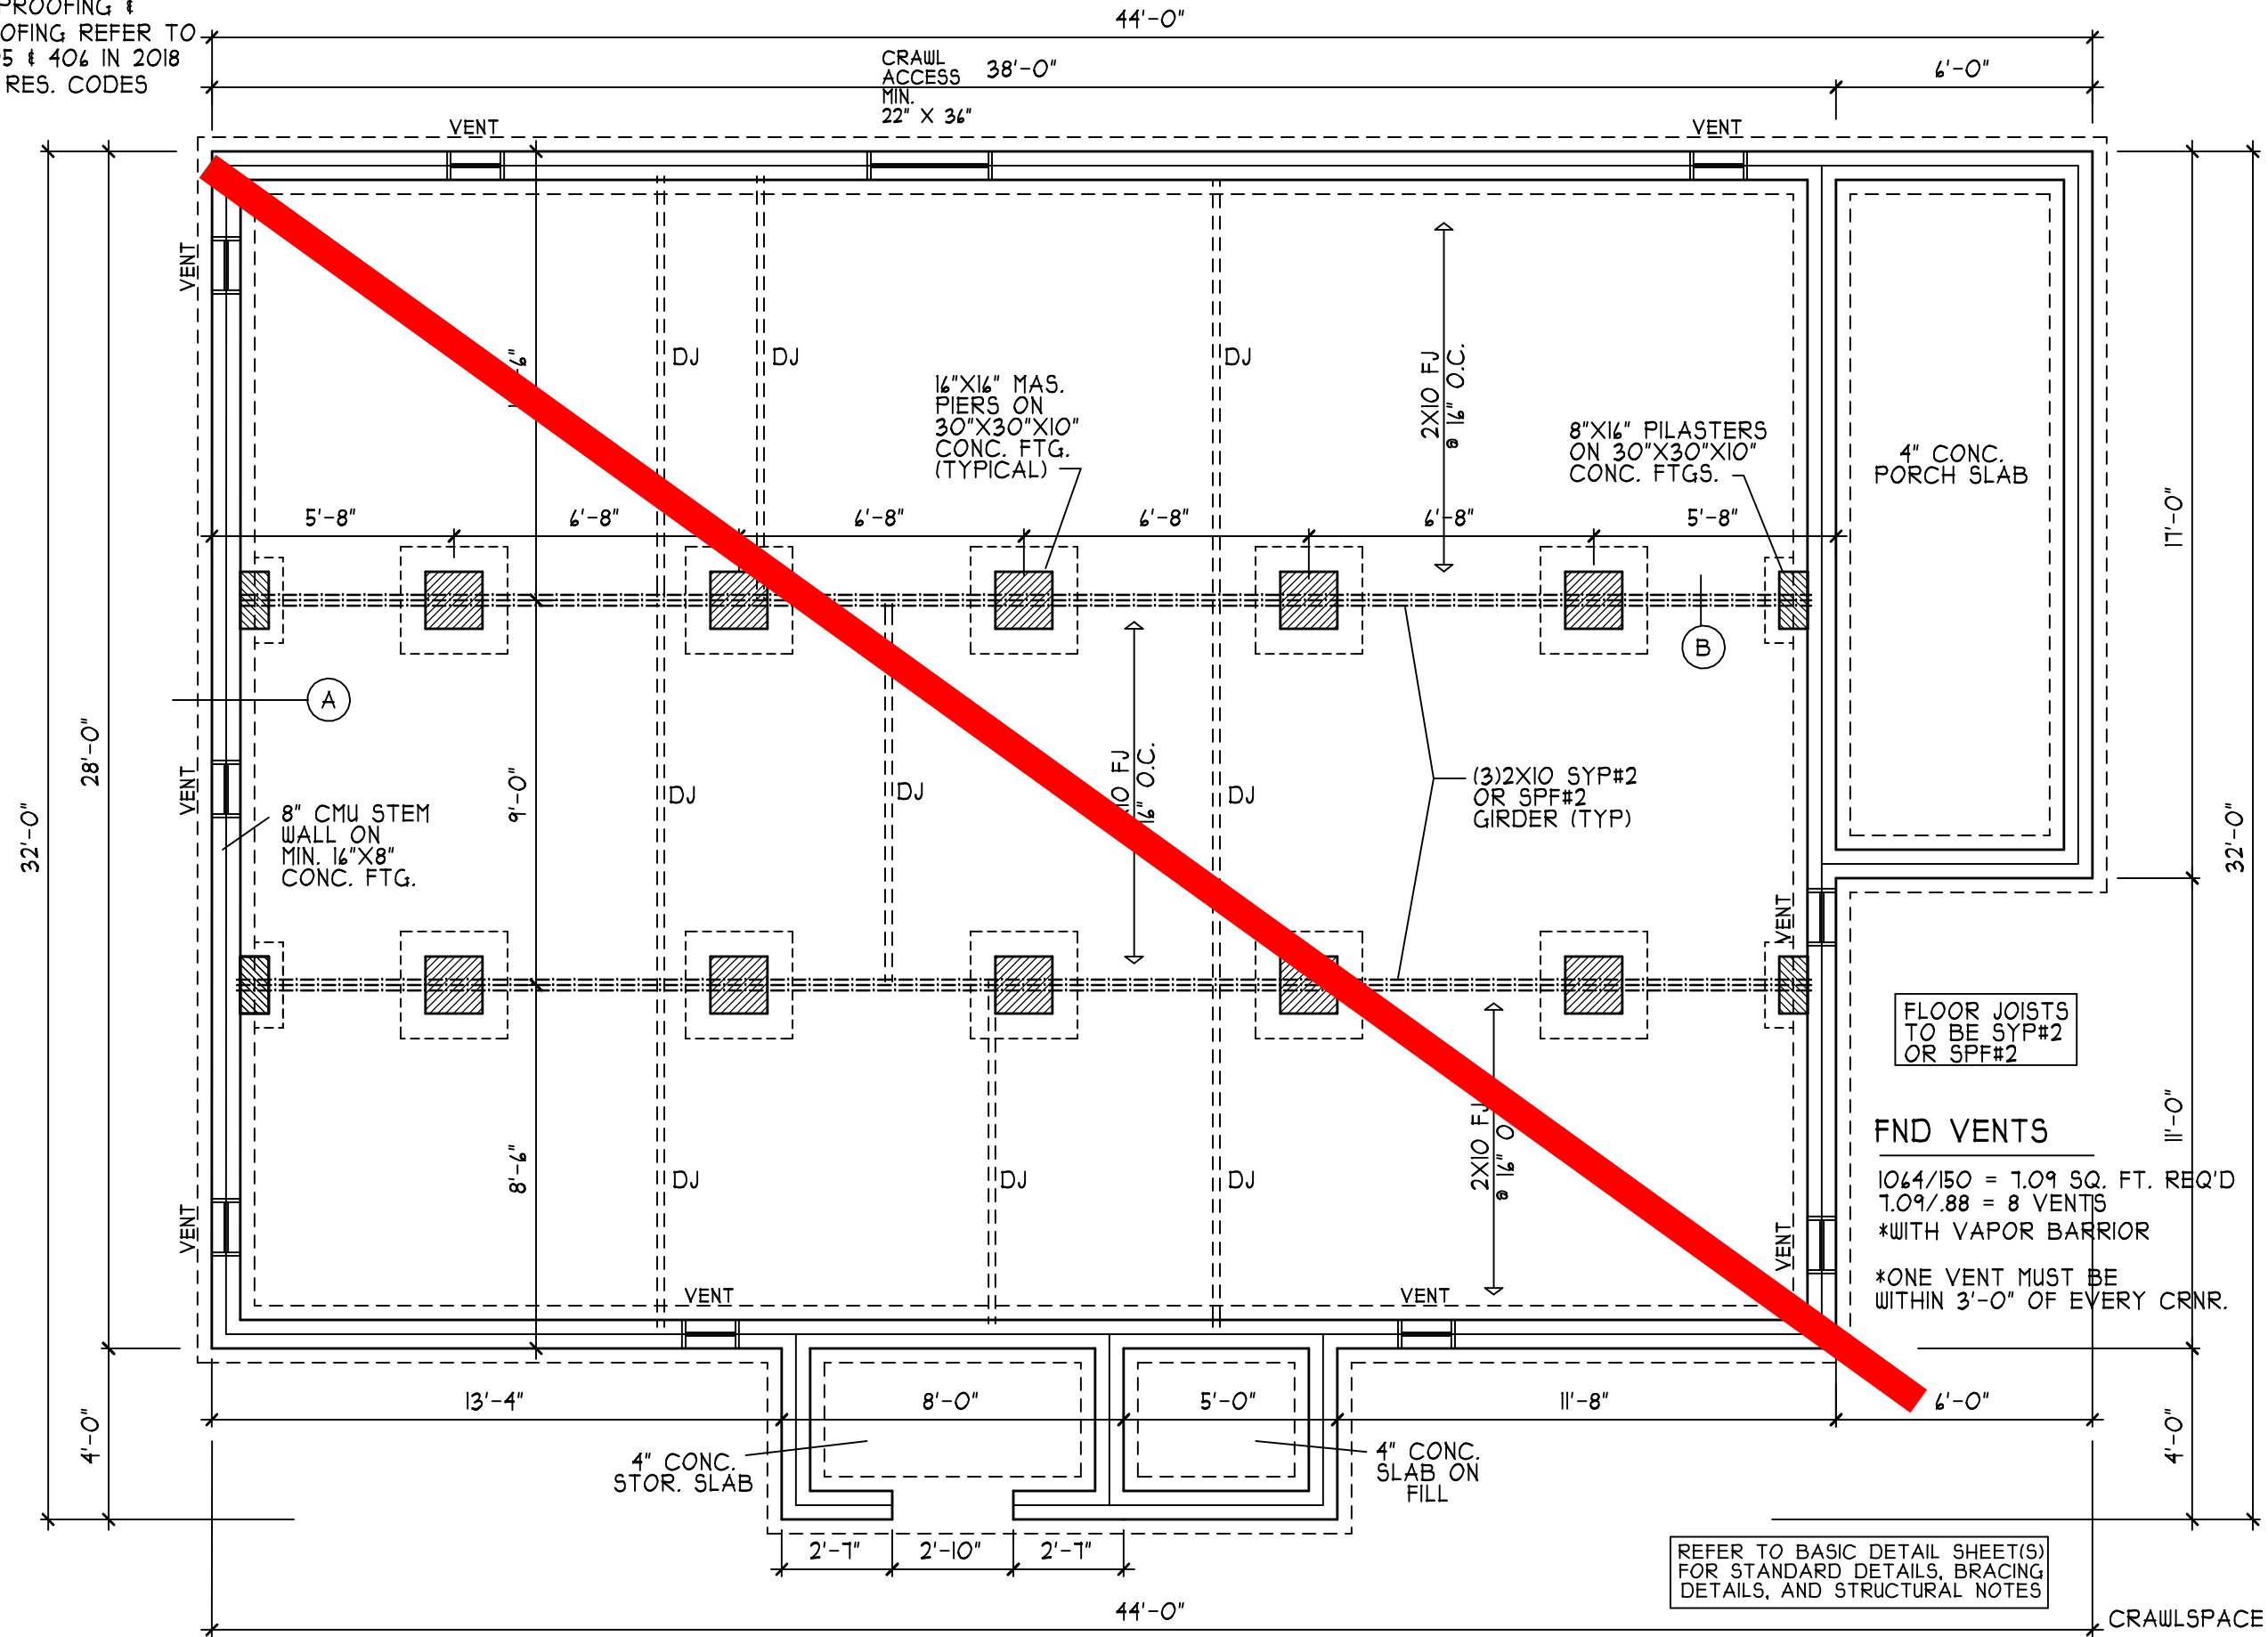 PROOFING &
OFING REFER TO
5 & 406 IN 2018
RES. CODES
44'-0"
CRAWL
ACCESS
MIN.
22" X 36"
38'-0"
6'-0"
VENT
VENT
VENT
DJ
DJ
DJ
16"X16" MAS.
PIERS ON
30"X30"X10"
CONC. FTG.
(TYPICAL)
2X10 FJ
@ 16" O.C.
8"X16" PILASTERS
ON 30"X30"X10"
CONC. FTGS.
4" CONC.
PORCH SLAB
5'-8"
6'-8"
6'-8"
6'-8"
6'-8"
5'-8"
17'-0"
A
B
28'-0"
32'-0"
VENT
8" CMU STEM
WALL ON
MIN. 16"X8"
CONC. FTG.
9'-0"
DJ
DJ
DJ
FJ
16" O.C.
(3)2X10 SYP#2
OR SPF#2
GIRDER (TYP)
32'-0"
VENT
FLOOR JOISTS
TO BE SYP#2
OR SPF#2
11'-0"
FND VENTS
1064/150 = 7.09 SQ. FT. REQ'D
7.09/.88 = 8 VENTS
*WITH VAPOR BARRIOR
*ONE VENT MUST BE
WITHIN 3'-0" OF EVERY CRNR.
VENT
8'-6"
DJ
DJ
DJ
2X10 FJ
@ 16"
VENT
VENT
VENT
13'-4"
8'-0"
5'-0"
11'-8"
6'-0"
4'-0"
4'-0"
4" CONC.
STOR. SLAB
4" CONC.
SLAB ON
FILL
2'-7"
2'-10"
2'-7"
REFER TO BASIC DETAIL SHEET(S)
FOR STANDARD DETAILS, BRACING
DETAILS, AND STRUCTURAL NOTES
44'-0"
CRAWLSPACE